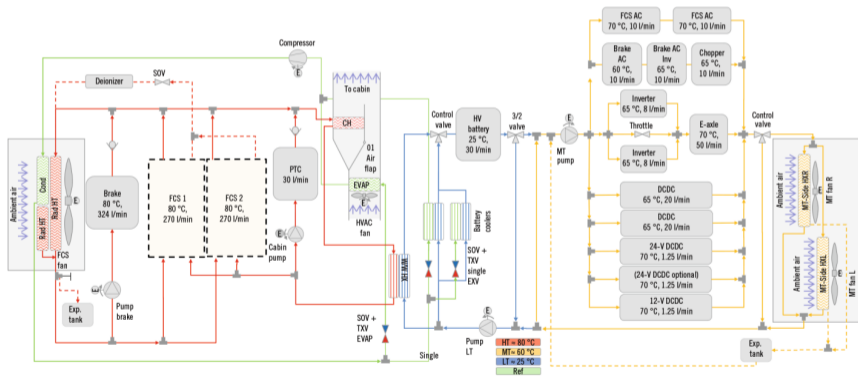 Compressor
E
Deionizer
SOV
To cabin
CH
01
Air
flap
EVAP
E
HVAC
fan
Ambient air
Cond
Rad HT
Rad HT
E
FCS
fan
Exp.
tank
Brake
80 °C,
324 l/min
E
Pump
brake
FCS 1
80 °C,
270 l/min
FCS 2
80 °C,
270 l/min
PTC
30 l/min
E
Cabin
pump
SOV +
TXV
EVAP
Single
Control
valve
HV
battery
25 °C,
30 l/min
3/2
valve
Battery
coolers
SOV +
TXV
single
EXV
E
Pump
LT
HT = 80 °C
MT= 60 °C
LT = 25 °C
Ref
E
MT
pump
FCS AC
70 °C, 10 l/min
FCS AC
70 °C, 10 l/min
Brake
AC
60 °C,
10 l/min
Brake AC
Inv
65 °C,
10 l/min
Chopper
65 °C,
10 l/min
Inverter
65 °C, 8 l/min
Throttle
Inverter
65 °C, 8 l/min
E-axle
70 °C,
50 l/min
Control
valve
DCDC
65 °C, 20 l/min
DCDC
65 °C, 20 l/min
24-V DCDC
70 °C, 1.25 l/min
(24-V DCDC optional)
70 °C, 1.25 l/min
12-V DCDC
70 °C, 1.25 l/min
Ambient air
MT-Side HXR
E
MT fan R
Ambient air
MT-Side HXL
E
MT fan L
Exp.
tank